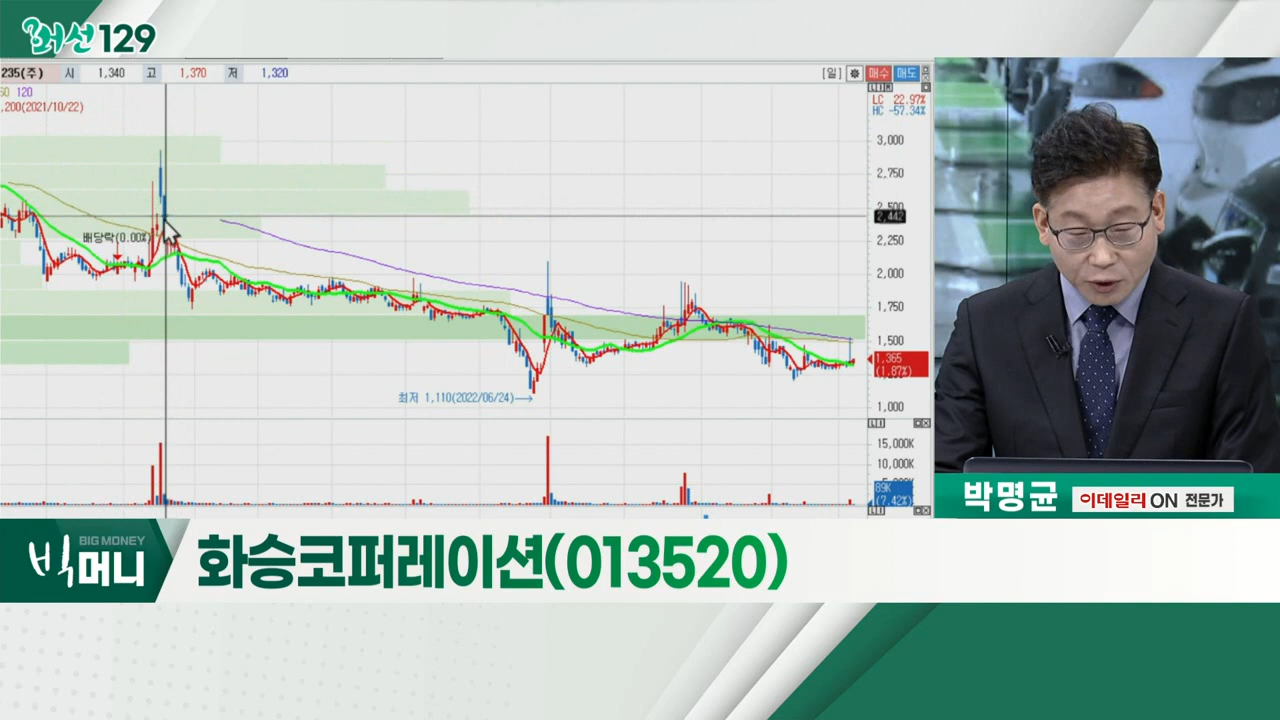 최선129
235(주) 시 1,340 고 1,370 저 1,320 [일] 매수 매도
60 120
,200(2021/10/22)
LC 22.97%
HC -57.34%
3,000
2,750
2,500
2,442
2,250
2,000
1,750
1,500
1,365
(1.87%)
1,000
배당락(0.00%)
최저 1,110(2022/06/24)→
15,000K
10,000K
89K
(7.42%)
박명균 이데일리ON 전문가
BIG MONEY
빅머니
화승코퍼레이션(013520)